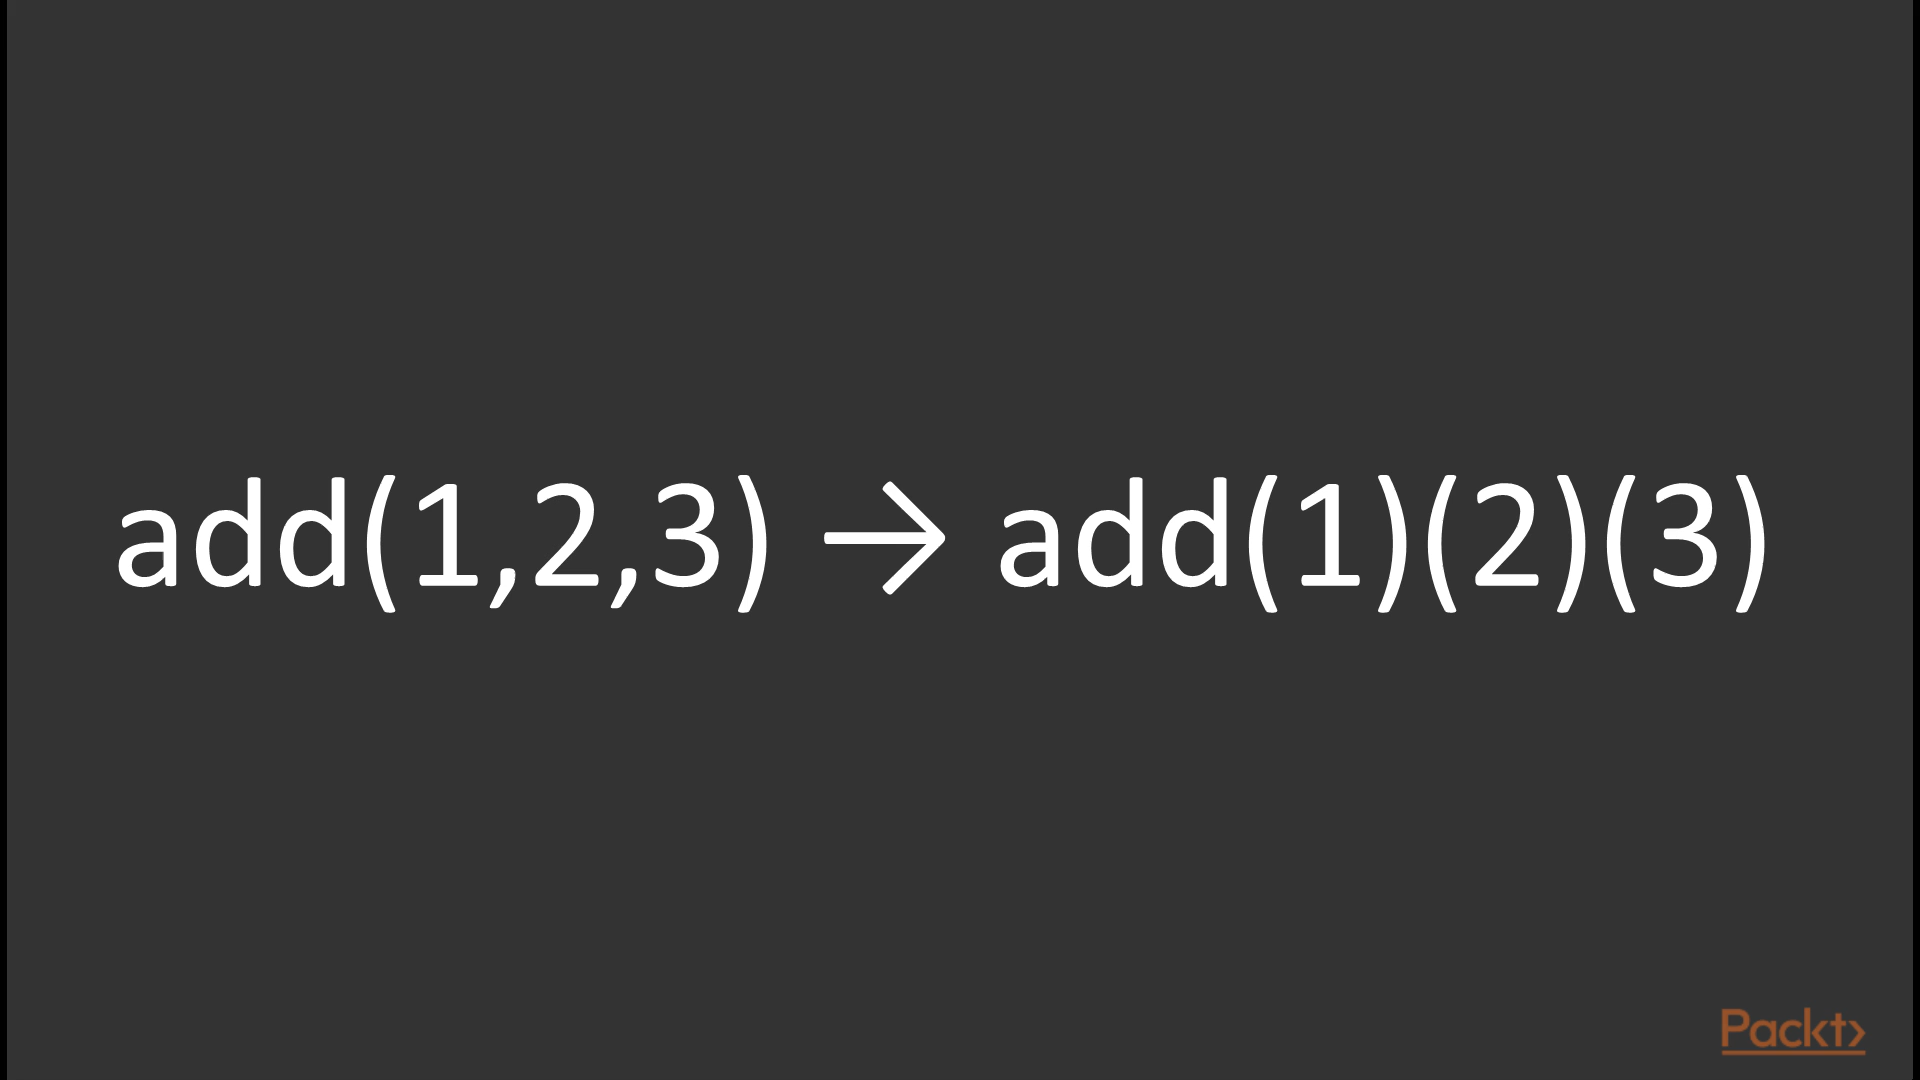 add(1,2,3) → add(1)(2)(3)
Packt>